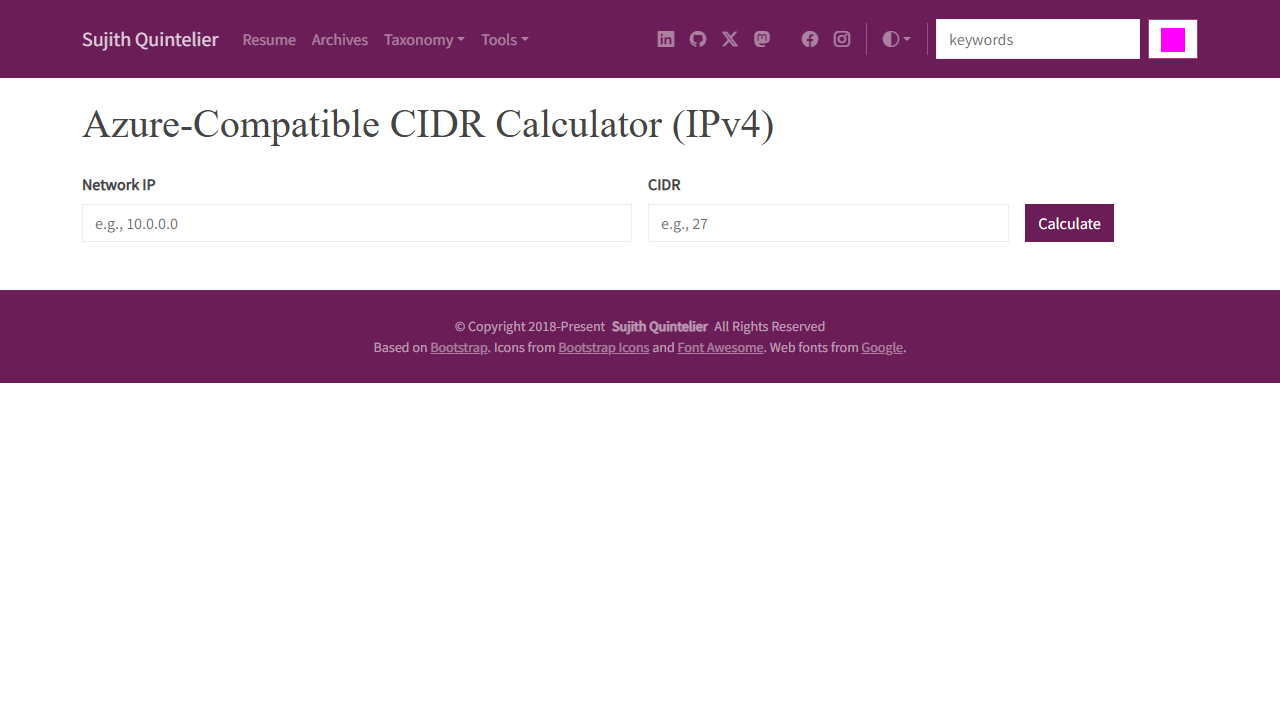 Sujith Quintelier Resume Archives Taxonomy Tools keywords
Azure-Compatible CIDR Calculator (IPv4)
Network IP CIDR
e.g., 10.0.0.0 e.g., 27 Calculate
© Copyright 2018-Present Sujith Quintelier All Rights Reserved
Based on Bootstrap. Icons from Bootstrap Icons and Font Awesome. Web fonts from Google.